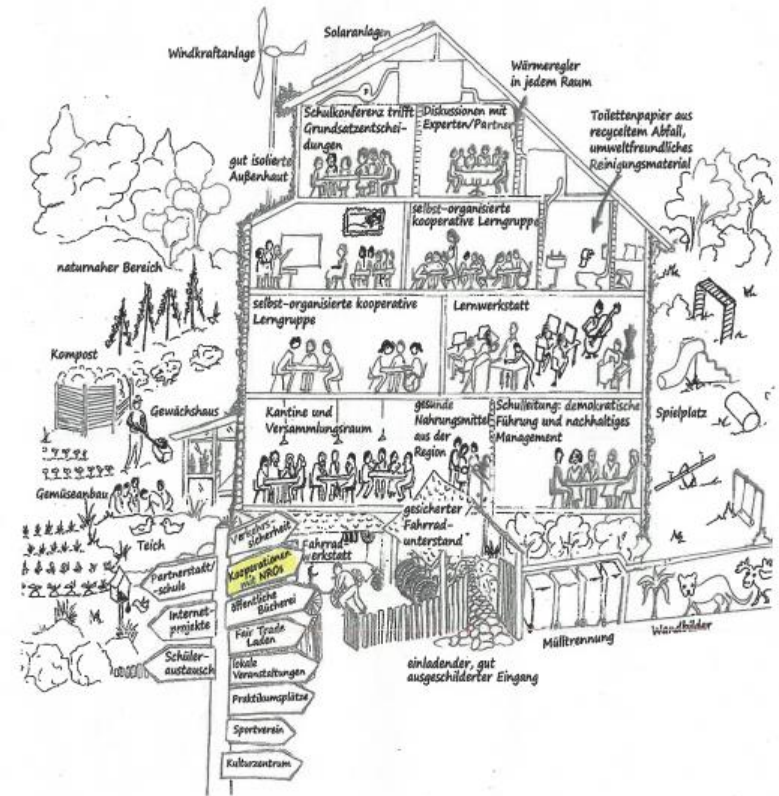 Solaranlagen
Windkraftanlage
Wärmeregler
in jedem Raum
Schulkonferenz trifft
Grundsatzentschei-
dungen
Diskussionen mit
Experten/Partner
Toilettenpapier aus
recyceltem Abfall,
umweltfreundliches
Reinigungsmaterial
gut isolierte
Außenhaut
selbst-organisierte
kooperative Lerngruppe
naturnaher Bereich
selbst-organisierte kooperative
Lerngruppe
Lernwerkstatt
Kompost
Gewächshaus
Kantine und
Versammlungsraum
gesunde
Nahrungsmittel
aus der
Region
Schulleitung: demokratische
Führung und nachhaltiges
Management
Spielplatz
Gemüseanbau
Teich
gesicherter
Fahrrad-
unterstand
Fahrrad
werkstatt
Verkehrs-
sicherheit
Partnerstadt/
-schule
Kooperationen
mit NROs
Internet-
projekte
öffentliche
Bücherei
Schüler-
austausch
Fair Trade
Laden
lokale
Veranstaltungen
Praktikumsplätze
Sportverein
Kulturzentrum
einladender, gut
ausgeschilderter Eingang
Mülltrennung
Wandbilder